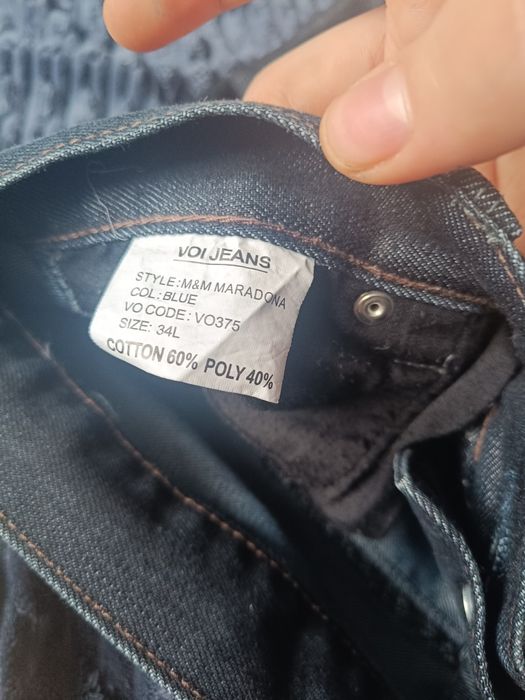 VOI JEANS
STYLE:M&M MARADONA
COL:BLUE
VO CODE: VO375
SIZE: 34L
COTTON 60% POLY 40%